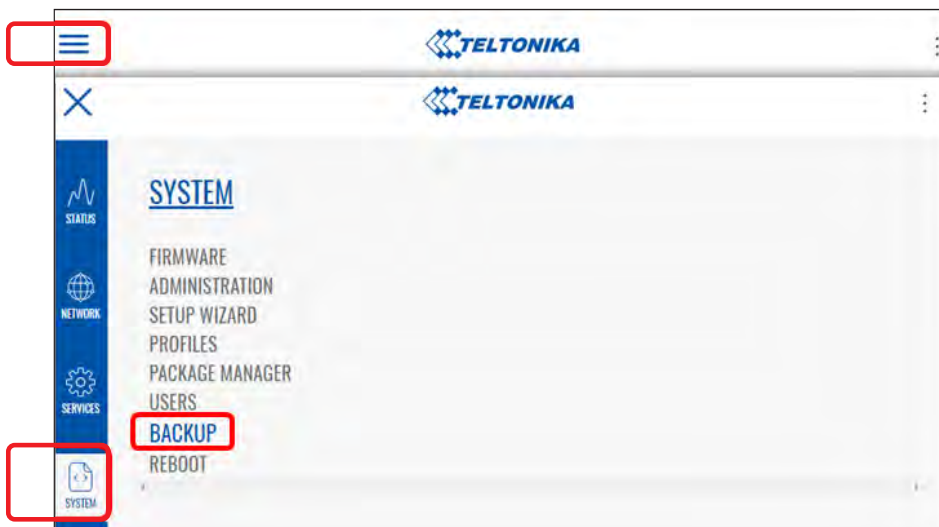 TELTONIKA
TELTONIKA
STATUS
NETWORK
SERVICES
SYSTEM
SYSTEM
FIRMWARE
ADMINISTRATION
SETUP WIZARD
PROFILES
PACKAGE MANAGER
USERS
BACKUP
REBOOT